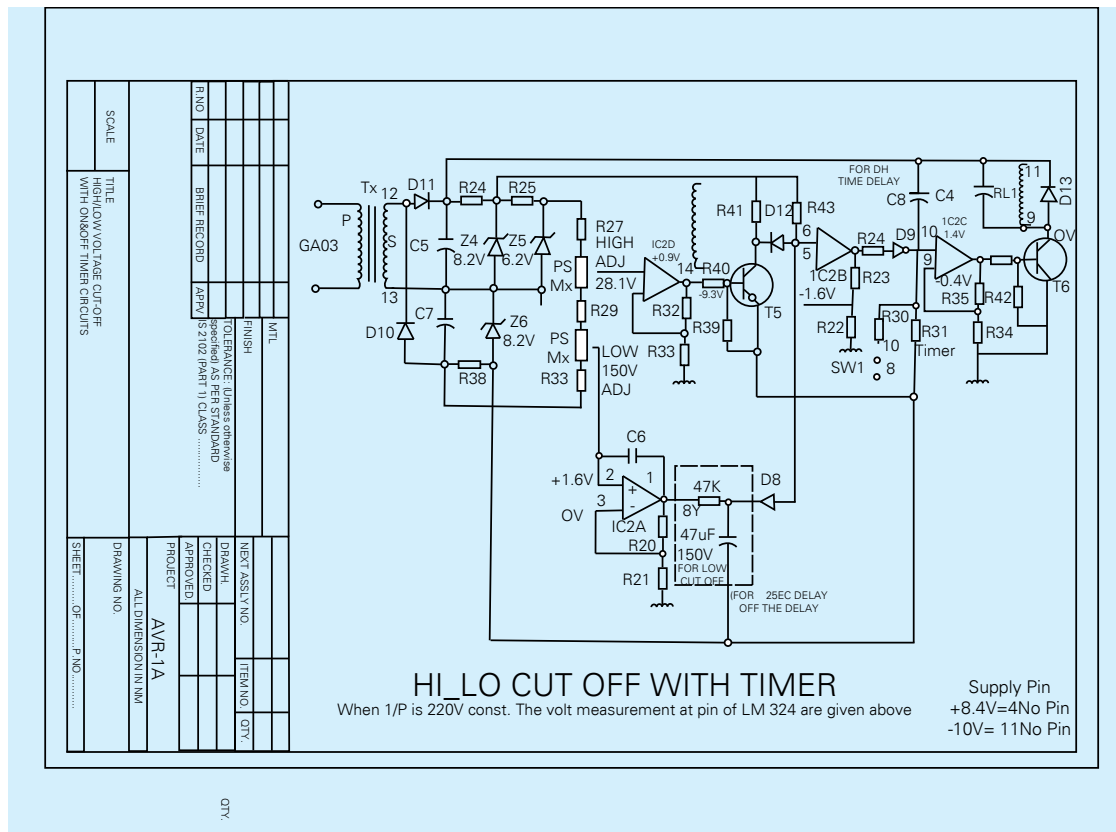 R.NO
DATE
BRIEF RECORD
APPV
SCALE
TITLE
HIGH/LOW VOLTAGE CUT-OFF
WITH ON&OFF TIMER CIRCUITS
MTL
FINISH
TOLERANCE: (Unless otherwise
specified) AS PER STANDARD
IS 2102 (PART 1) CLASS ................
NEXT ASSLY NO.
ITEM NO.
QTY.
DRAWH.
CHECKED
APPROVED.
PROJECT
AVR-1A
ALL DIMENSION IN NM
DRAWING NO.
SHEET.........OF.........P.NO...........
QTY.
GA03
P
Tx
S
12
13
D11
D10
C5
C7
R24
R25
Z4
8.2V
Z5
6.2V
Z6
8.2V
R38
R27
HIGH
ADJ
PS
Mx
28.1V
R29
PS
Mx
LOW
150V
ADJ
R33
IC2D
+0.9V
14
R40
-9.3V
R32
R33
R39
R41
D12
T5
R43
6
5
1C2B
-1.6V
R24
R23
R22
D9
FOR DH
TIME DELAY
C8
C4
1C2C
1.4V
10
9
-0.4V
R30
R31
Timer
10
8
SW1
R35
R42
R34
RL1
11
9
D13
OV
T6
C6
+1.6V
2
1
3
+
-
OV
IC2A
R20
R21
47K
8Y
47uF
150V
FOR LOW
CUT OFF
D8
(FOR 25EC DELAY
OFF THE DELAY
HI_LO CUT OFF WITH TIMER
When 1/P is 220V const. The volt measurement at pin of LM 324 are given above
Supply Pin
+8.4V=4No Pin
-10V= 11No Pin